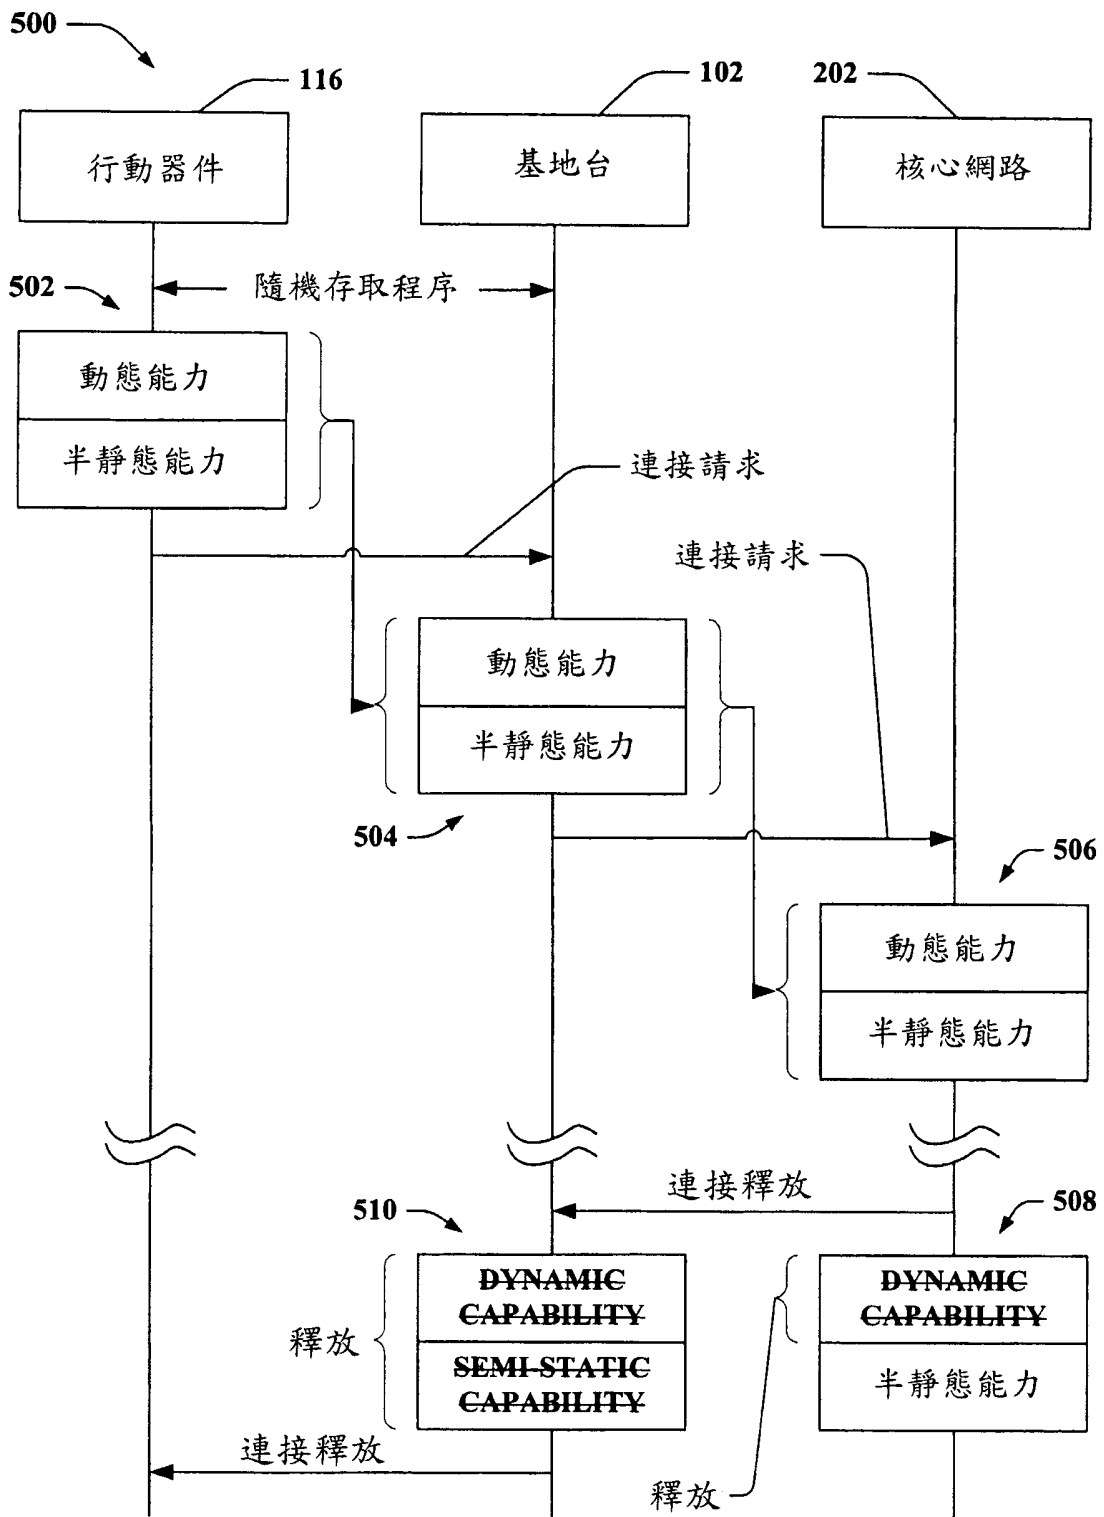 500
116
102
202
行動器件
基地台
核心網路
502
隨機存取程序
動態能力
半靜態能力
連接請求
連接請求
動態能力
半靜態能力
504
506
動態能力
半靜態能力
連接釋放
510
508
DYNAMIC
CAPABILITY
SEMI-STATIC
CAPABILITY
釋放
DYNAMIC
CAPABILITY
半靜態能力
連接釋放
釋放